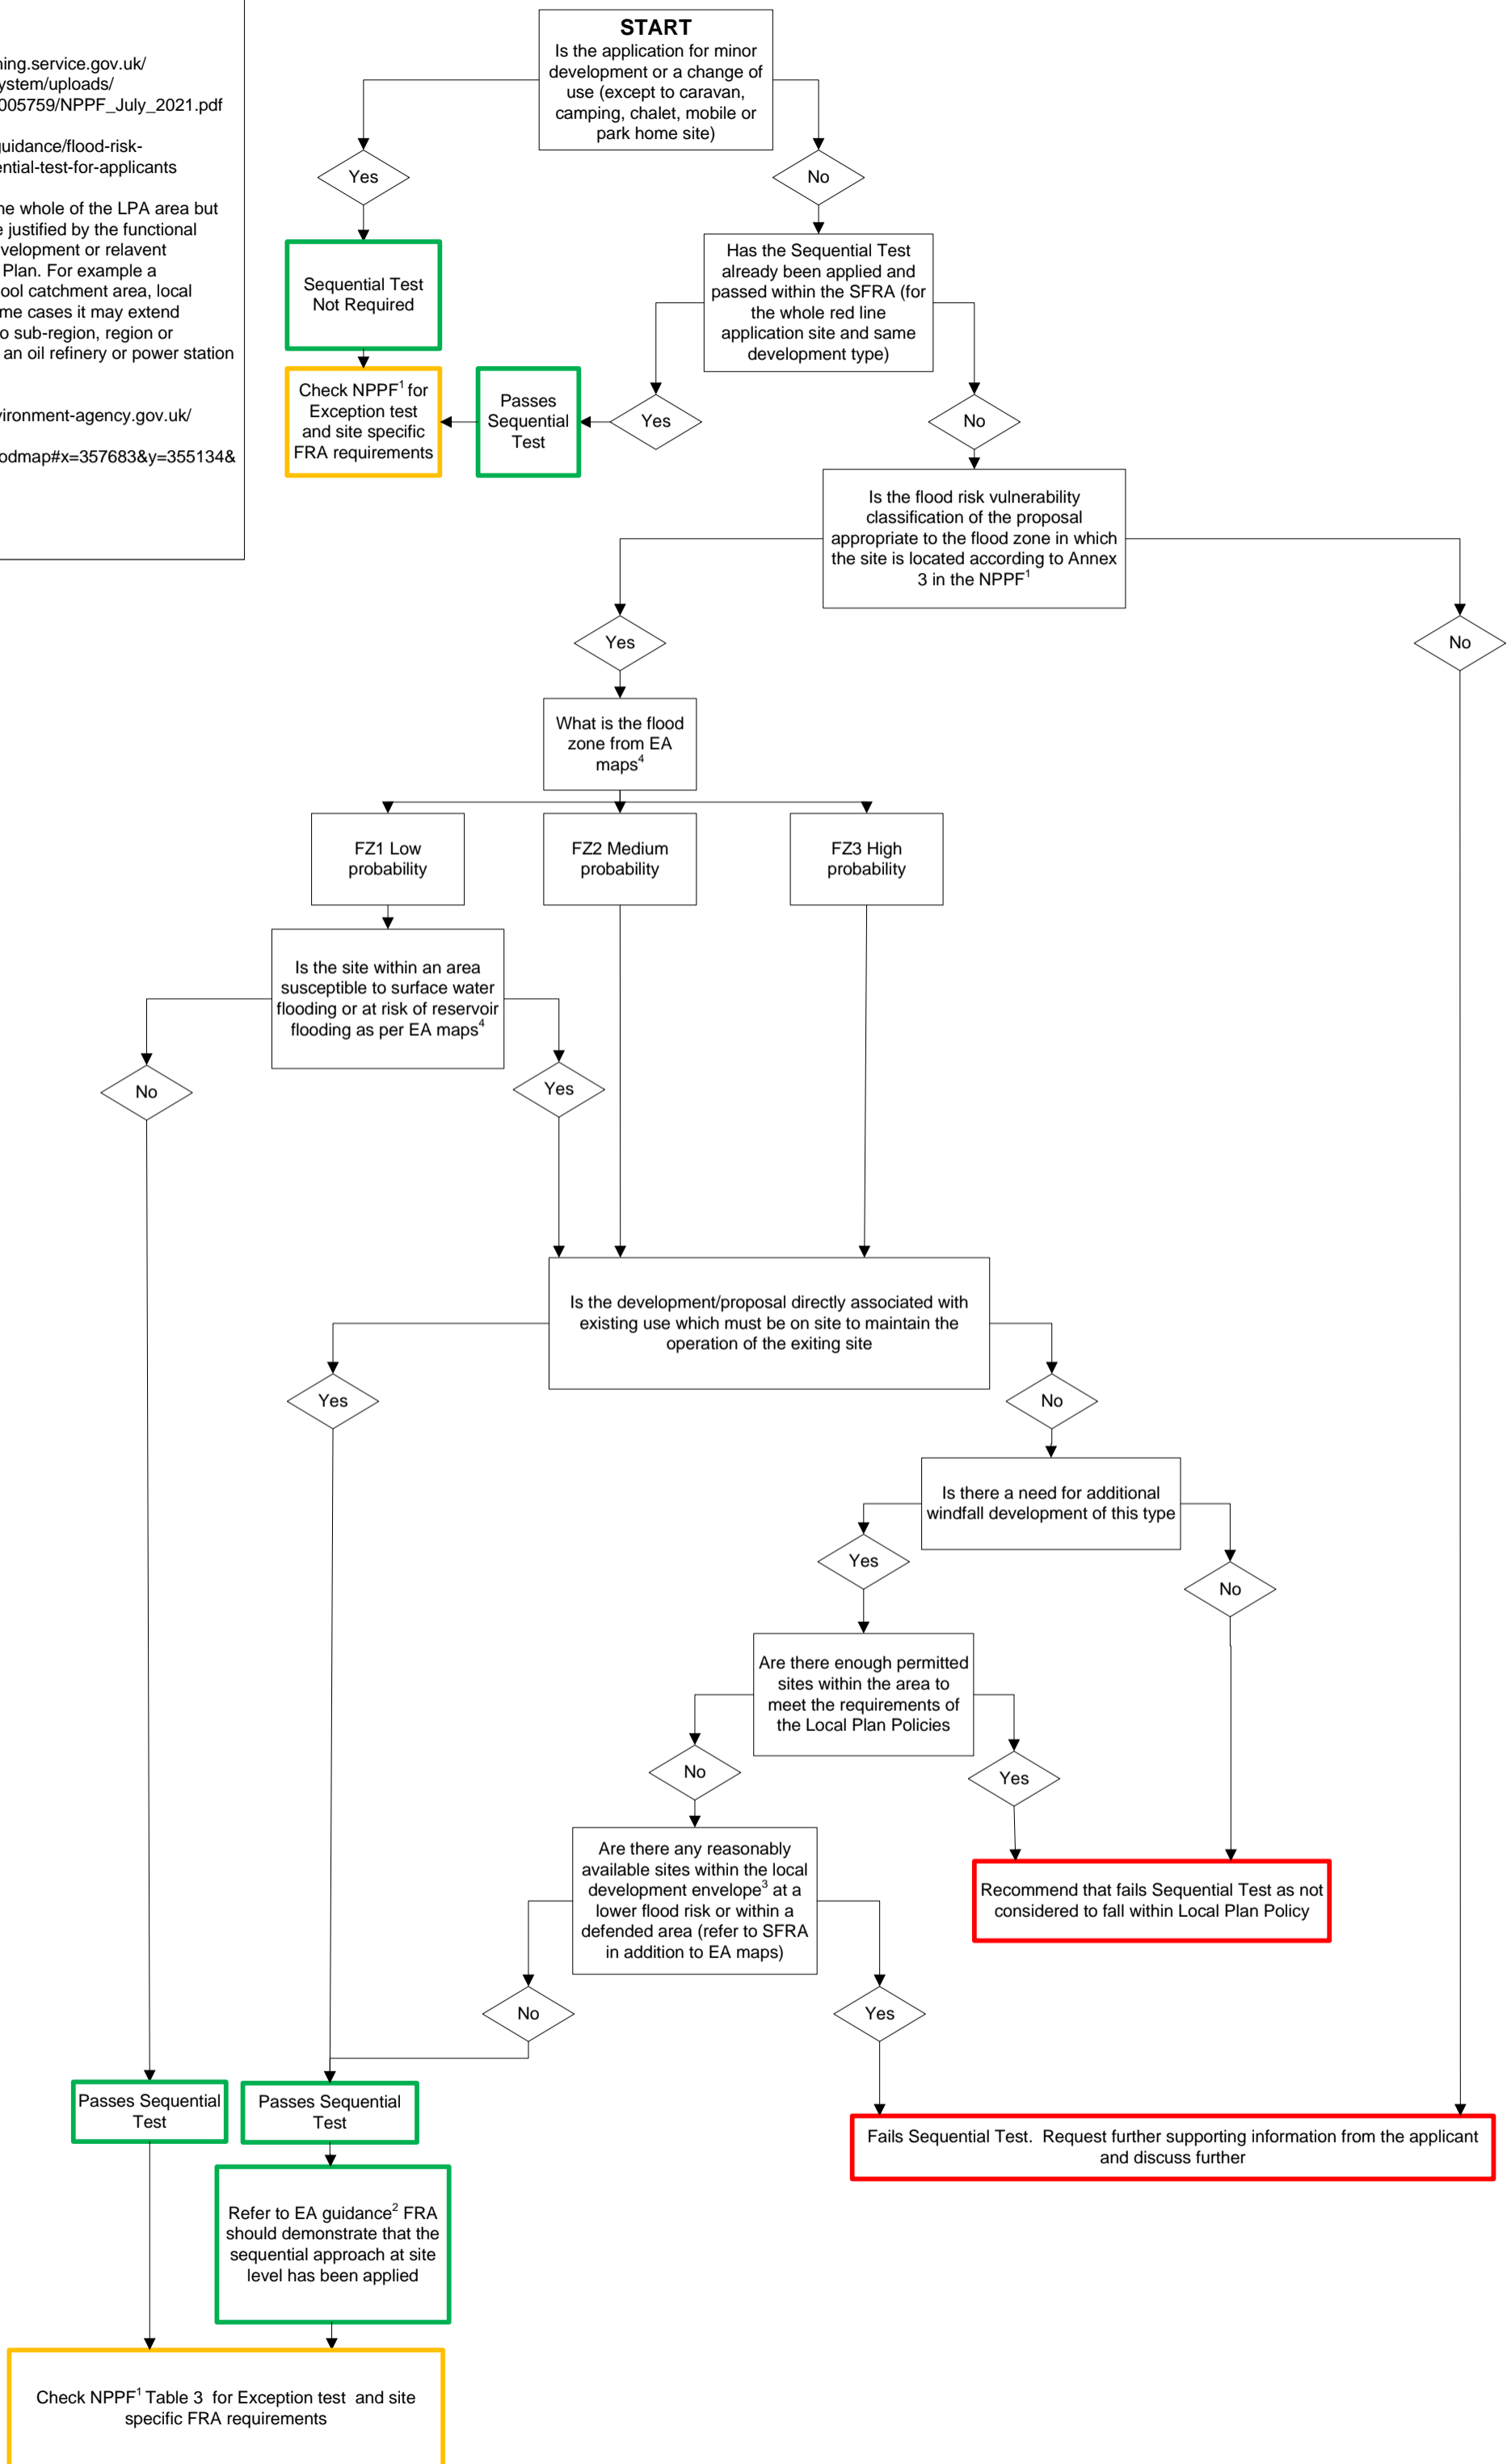 ning.service.gov.uk/
ystem/uploads/
005759/NPPF_July_2021.pdf
guidance/flood-risk-
ential-test-for-applicants
he whole of the LPA area but
e justified by the functional
velopment or relavent
Plan. For example a
ool catchment area, local
me cases it may extend
o sub-region, region or
an oil refinery or power station
vironment-agency.gov.uk/
odmap#x=357683&y=355134&
START
Is the application for minor
development or a change of
use (except to caravan,
camping, chalet, mobile or
park home site)
Yes
No
Sequential Test
Not Required
Has the Sequential Test
already been applied and
passed within the SFRA (for
the whole red line
application site and same
development type)
Check NPPF1 for
Exception test
and site specific
FRA requirements
Passes
Sequential
Test
Yes
No
Is the flood risk vulnerability
classification of the proposal
appropriate to the flood zone in which
the site is located according to Annex
3 in the NPPF1
Yes
No
What is the flood
zone from EA
maps4
FZ1 Low
probability
FZ2 Medium
probability
FZ3 High
probability
Is the site within an area
susceptible to surface water
flooding or at risk of reservoir
flooding as per EA maps4
No
Yes
Is the development/proposal directly associated with
existing use which must be on site to maintain the
operation of the exiting site
Yes
No
Is there a need for additional
windfall development of this type
Yes
No
Are there enough permitted
sites within the area to
meet the requirements of
the Local Plan Policies
No
Yes
Are there any reasonably
available sites within the local
development envelope3 at a
lower flood risk or within a
defended area (refer to SFRA
in addition to EA maps)
Recommend that fails Sequential Test as not
considered to fall within Local Plan Policy
No
Yes
Passes Sequential
Test
Passes Sequential
Test
Fails Sequential Test.  Request further supporting information from the applicant
and discuss further
Refer to EA guidance2 FRA
should demonstrate that the
sequential approach at site
level has been applied
Check NPPF1 Table 3  for Exception test  and site
specific FRA requirements